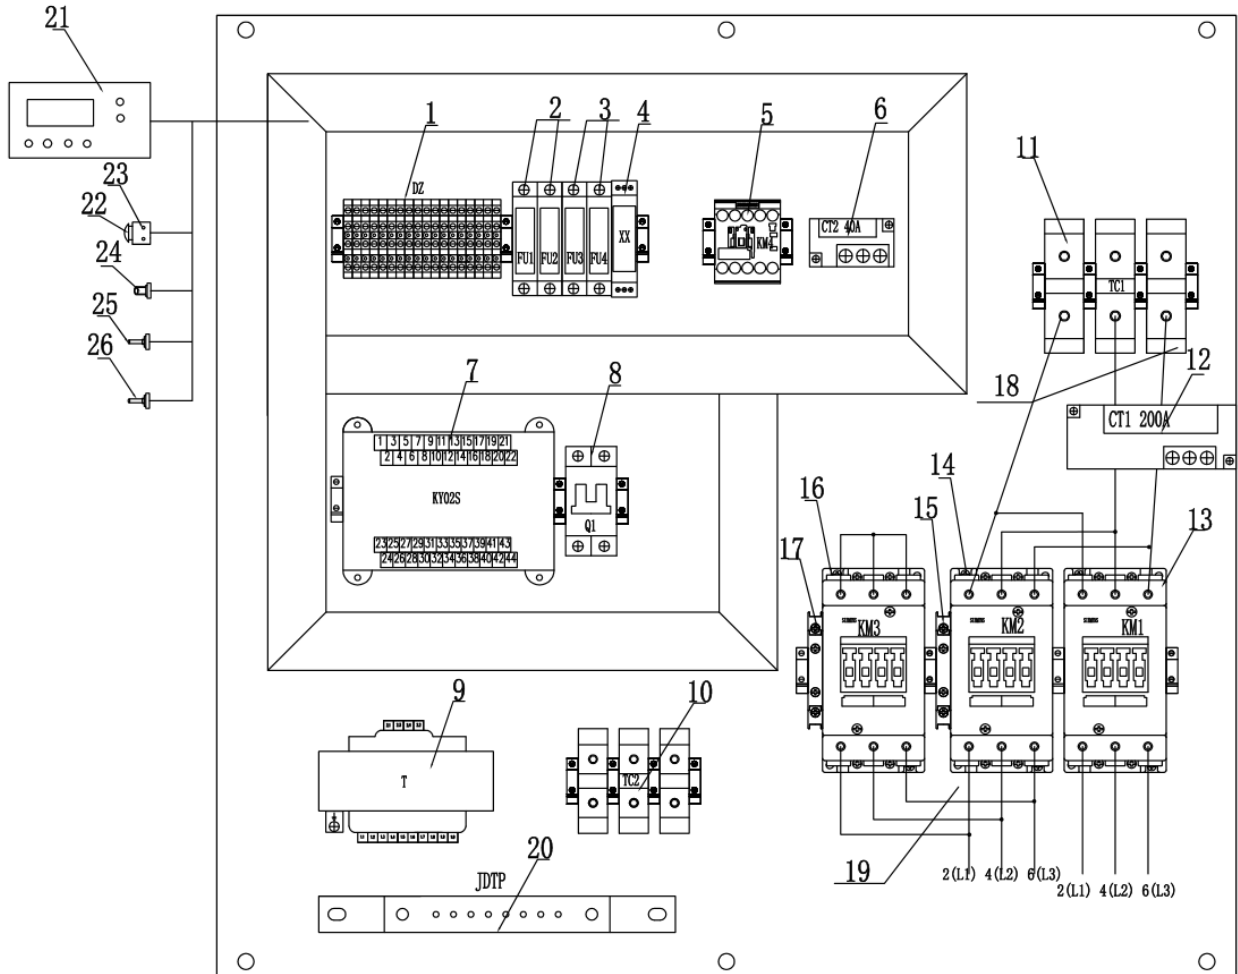 21
1
2
3
4
5
6
11
23
22
24
25
26
DZ
FU1
FU2
FU3
FU4
XX
KM4
CT2 40A
TC1
7
8
18
12
CT1 200A
1 3 5 7 9 11 13 15 17 19 21
2 4 6 8 10 12 14 16 18 20 22
KY02S
Q1
23 25 27 29 31 33 35 37 39 41 43
24 26 28 30 32 34 36 38 40 42 44
16
17
14
15
13
KM3
KM2
KM1
9
10
T
TC2
20
JDTP
19
2(L1) 4(L2) 6(L3)
2(L1) 4(L2) 6(L3)